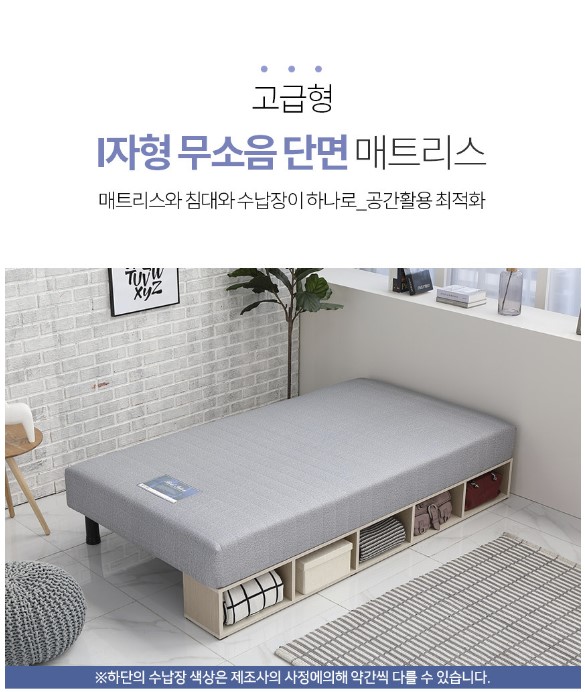 고급형
I자형 무소음 단면 매트리스
매트리스와 침대와 수납장이 하나로_공간활용 최적화
TUV
XYZ
※하단의 수납장 색상은 제조사의 사정에의해 약간씩 다를 수 있습니다.